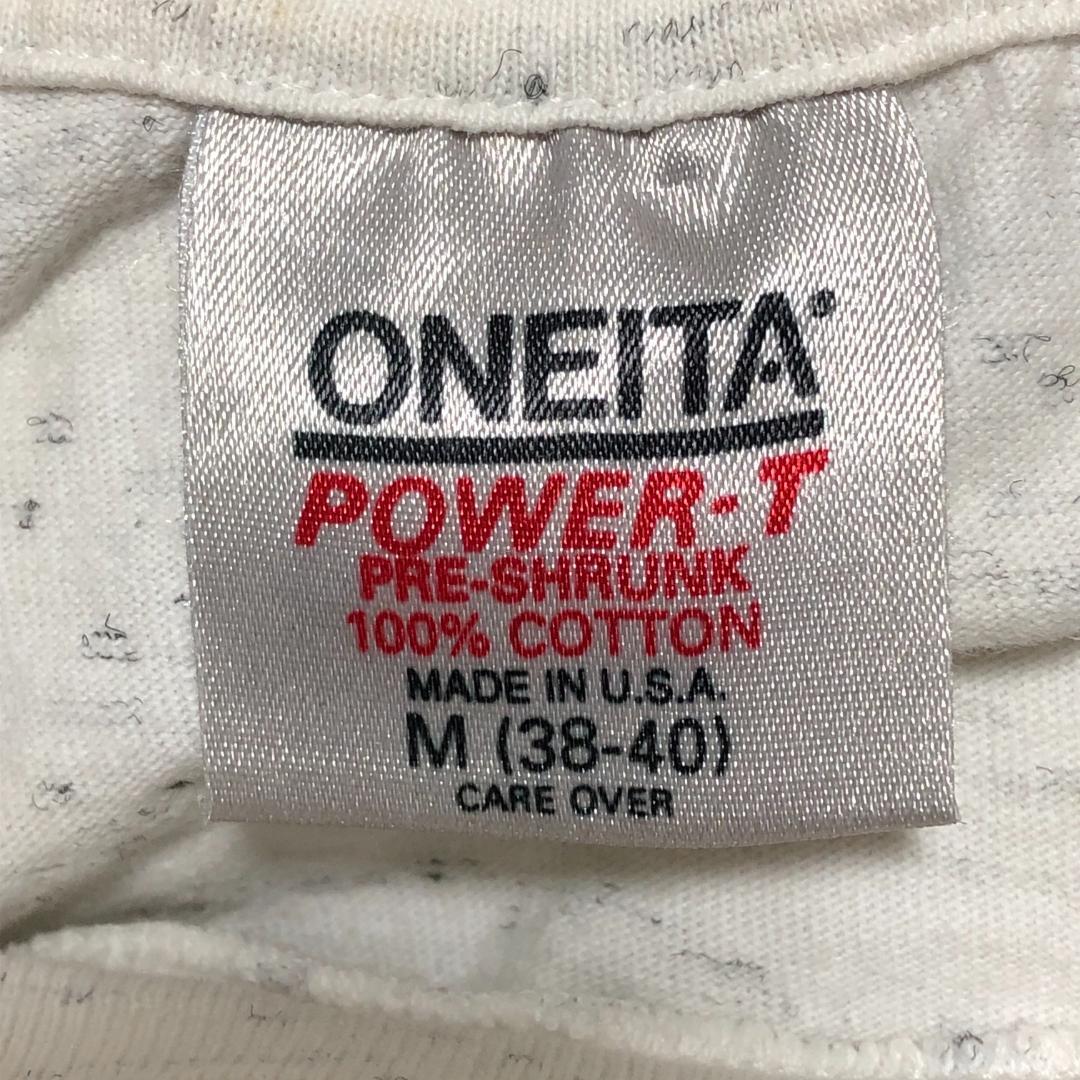 ONEITA
POWER-T
PRE-SHRUNK
100% COTTON
MADE IN U.S.A.
M (38-40)
CARE OVER